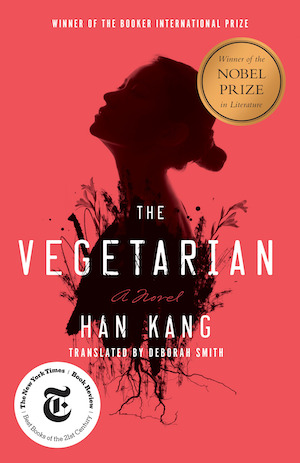 WINNER OF THE BOOKER INTERNATIONAL PRIZE
Winner of the
NOBEL
PRIZE
in Literature
THE
VEGETARIAN
A Novel
HAN KANG
TRANSLATED BY DEBORAH SMITH
The New York Times | Book Review
T
Best Books of the 21st Century